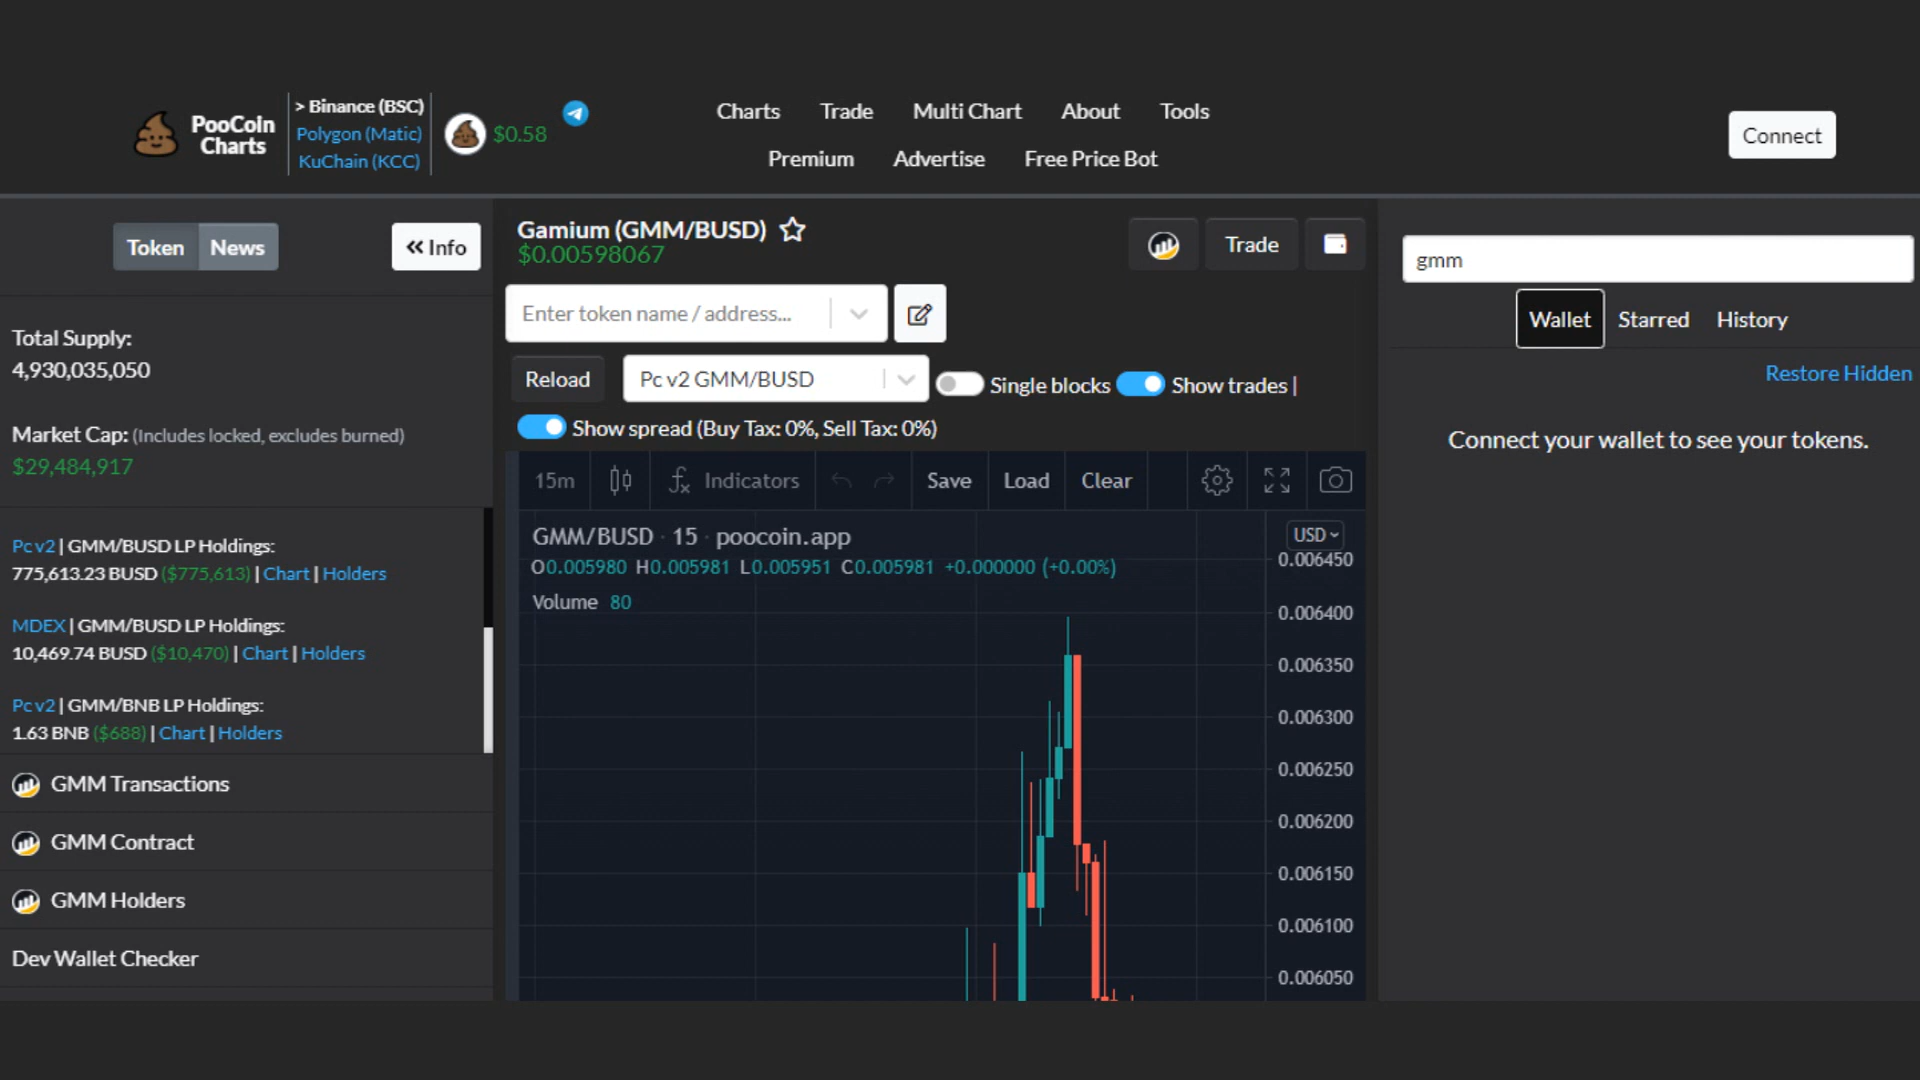 PooCoin
Charts
> Binance (BSC)
Polygon (Matic)
KuChain (KCC)
$0.58
Charts Trade Multi Chart About Tools
Premium Advertise Free Price Bot
Connect
Token News
« Info
Total Supply:
4,930,035,050
Market Cap: (Includes locked, excludes burned)
$29,484,917
Pc v2 | GMM/BUSD LP Holdings:
775,613.23 BUSD ($775,613) | Chart | Holders
MDEX | GMM/BUSD LP Holdings:
10,469.74 BUSD ($10,470) | Chart | Holders
Pc v2 | GMM/BNB LP Holdings:
1.63 BNB ($688) | Chart | Holders
GMM Transactions
GMM Contract
GMM Holders
Dev Wallet Checker
Gamium (GMM/BUSD)
$0.00598067
Trade
Enter token name / address...
Reload
Pc v2 GMM/BUSD
Single blocks
Show trades |
Show spread (Buy Tax: 0%, Sell Tax: 0%)
15m Indicators Save Load Clear
GMM/BUSD · 15 · poocoin.app
O0.005980 H0.005981 L0.005951 C0.005981 +0.000000 (+0.00%)
Volume 80
USD
0.006450
0.006400
0.006350
0.006300
0.006250
0.006200
0.006150
0.006100
0.006050
gmm
Wallet Starred History
Restore Hidden
Connect your wallet to see your tokens.